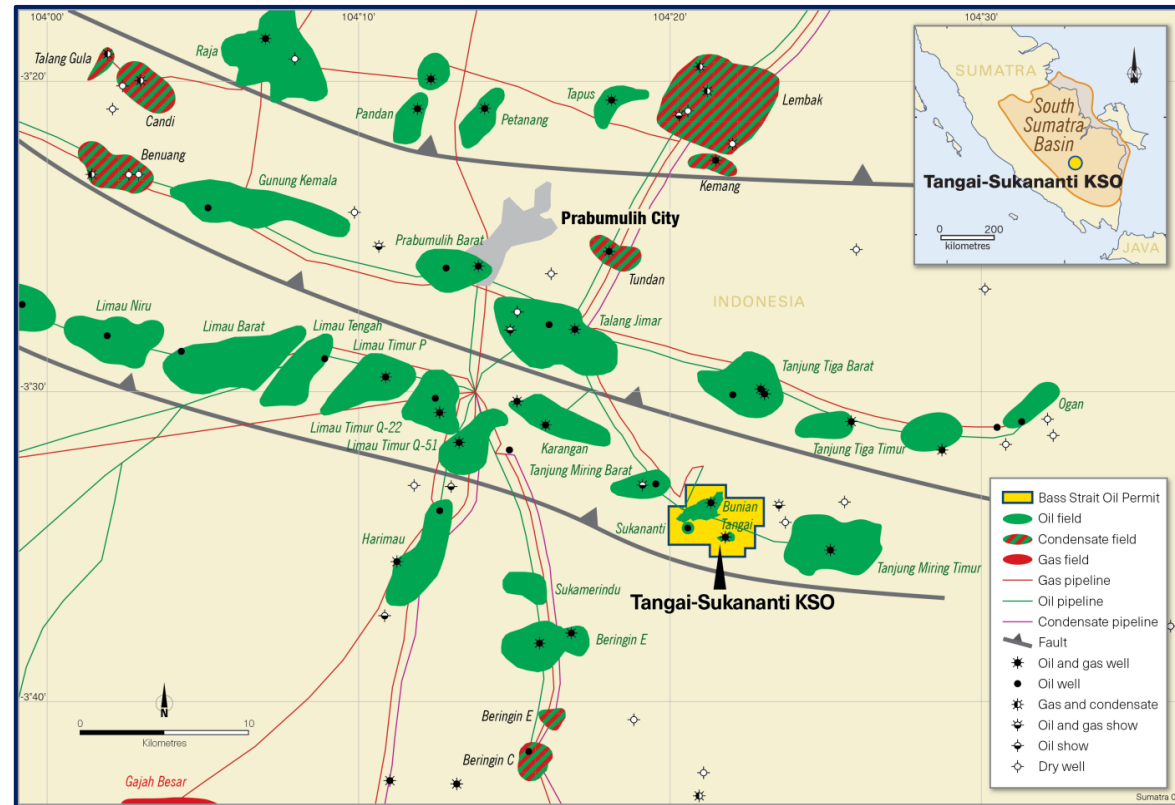 104°00'
104°10'
104°20'
104°30'
-3°20'
-3°30'
-3°40'
Talang Gula
Candi
Raja
Pandan
Petanang
Tapus
Lembak
Kemang
Benuang
Gunung Kemala
Prabumulih City
Prabumulih Barat
Tundan
INDONESIA
Limau Niru
Limau Barat
Limau Tengah
Limau Timur P
Talang Jimar
Tanjung Tiga Barat
Ogan
Limau Timur Q-22
Limau Timur Q-51
Karangan
Tanjung Tiga Timur
Tanjung Miring Barat
Bunian
Sukananti
Tangai
Harimau
Tanjung Miring Timur
Sukamerindu
Tangai-Sukananti KSO
Beringin E
Beringin E
Beringin C
Gajah Besar
N
0
10
Kilometres
SUMATRA
South
Sumatra
Basin
Tangai-Sukananti KSO
0
200
kilometres
JAVA
Bass Strait Oil Permit
Oil field
Condensate field
Gas field
Gas pipeline
Oil pipeline
Condensate pipeline
Fault
Oil and gas well
Oil well
Gas and condensate
Oil and gas show
Oil show
Dry well